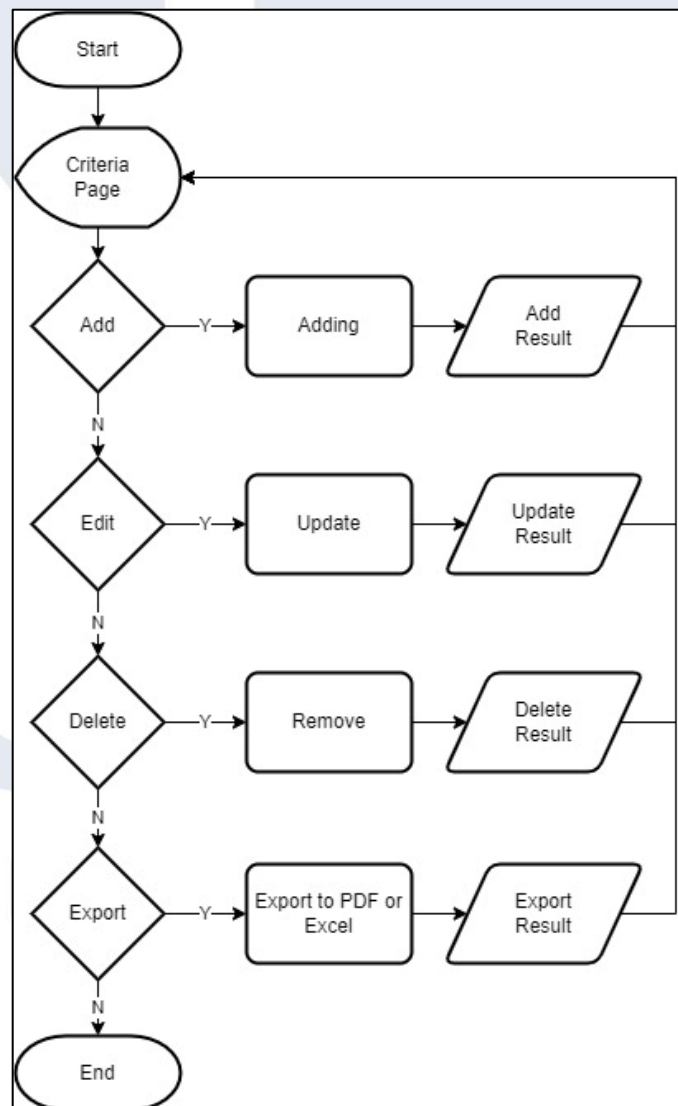 Start
Criteria
Page
Add
Y
Adding
Add
Result
N
Edit
Y
Update
Update
Result
N
Delete
Y
Remove
Delete
Result
N
Export
Y
Export to PDF or
Excel
Export
Result
N
End